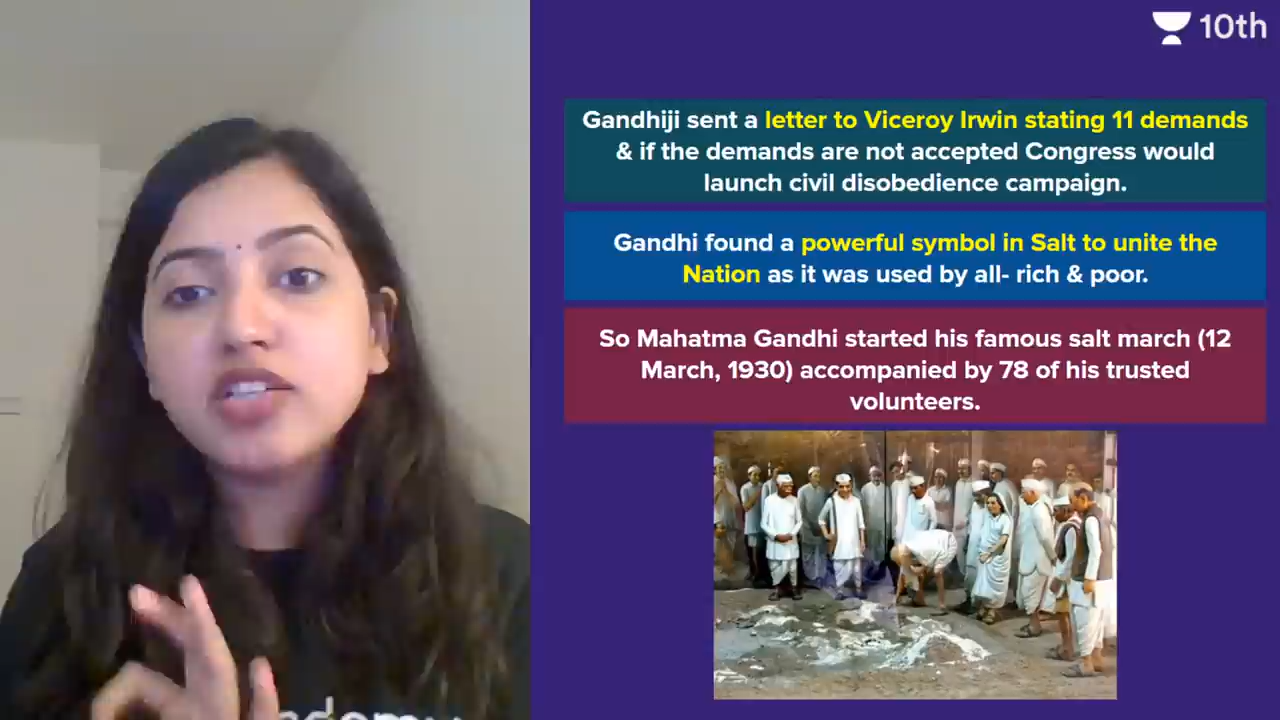 10th
Gandhiji sent a letter to Viceroy Irwin stating 11 demands
& if the demands are not accepted Congress would
launch civil disobedience campaign.
Gandhi found a powerful symbol in Salt to unite the
Nation as it was used by all- rich & poor.
So Mahatma Gandhi started his famous salt march (12
March, 1930) accompanied by 78 of his trusted
volunteers.